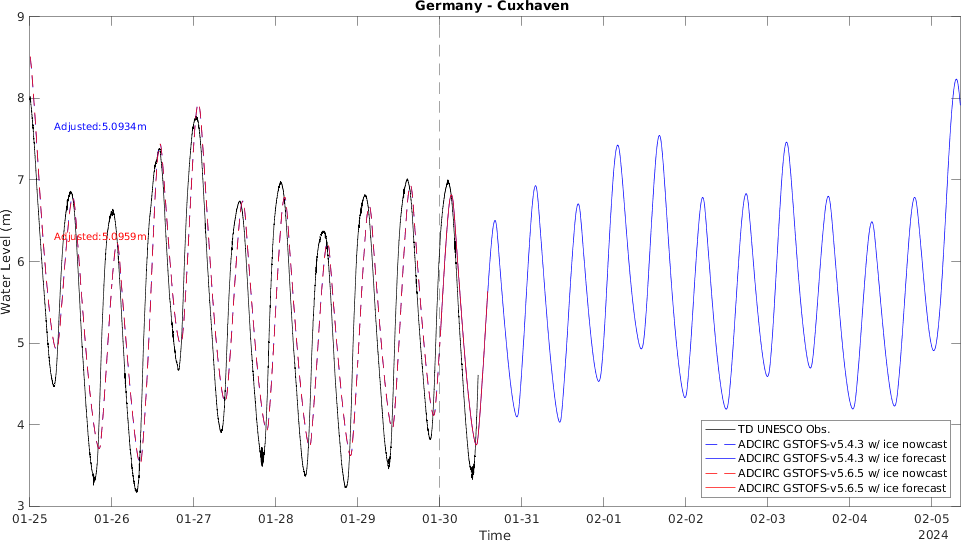 Germany - Cuxhaven
9
8
7
6
5
4
3
Water Level (m)
Adjusted:5.0934m
Adjusted:5.0959m
TD UNESCO Obs.
ADCIRC GSTOFS-v5.4.3 w/ ice nowcast
ADCIRC GSTOFS-v5.4.3 w/ ice forecast
ADCIRC GSTOFS-v5.6.5 w/ ice nowcast
ADCIRC GSTOFS-v5.6.5 w/ ice forecast
01-25 01-26 01-27 01-28 01-29 01-30 01-31 02-01 02-02 02-03 02-04 02-05
Time
2024